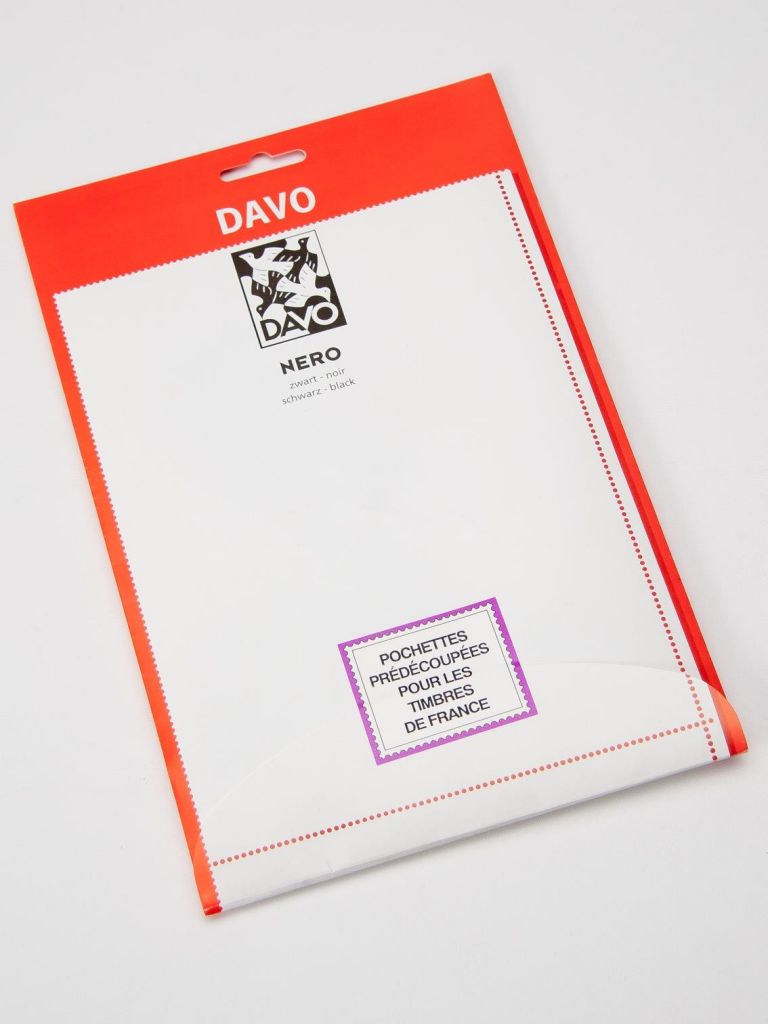 DAVO
DAVO
NERO
zwart - noir
schwarz - black
POCHETTES
PRÉDÉCOUPÉES
POUR LES
TIMBRES
DE FRANCE